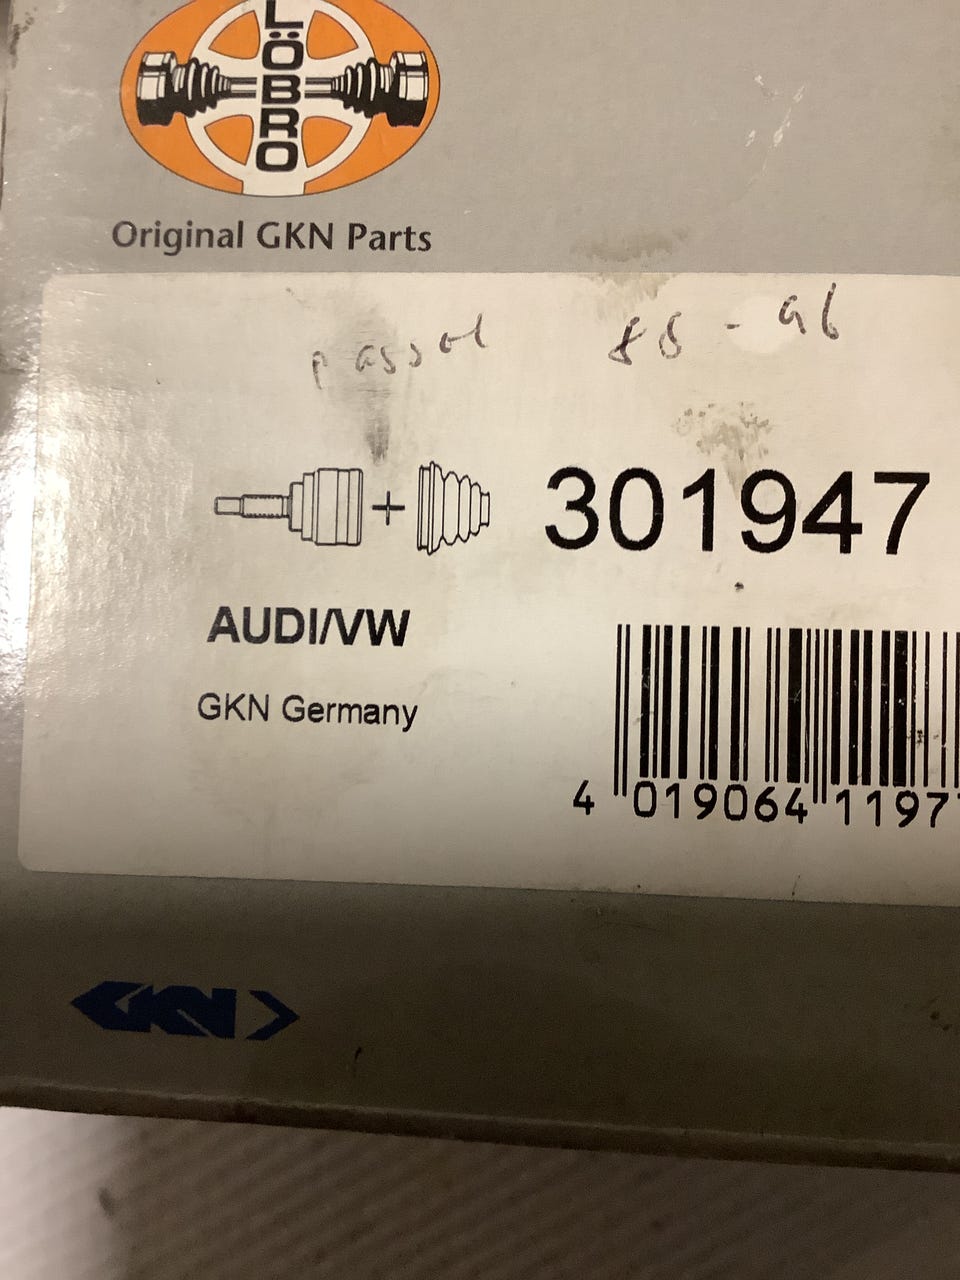 LÖBRO
Original GKN Parts
passat 88 - 96
301947
AUDI/VW
GKN Germany
4 019064 1197
GKN